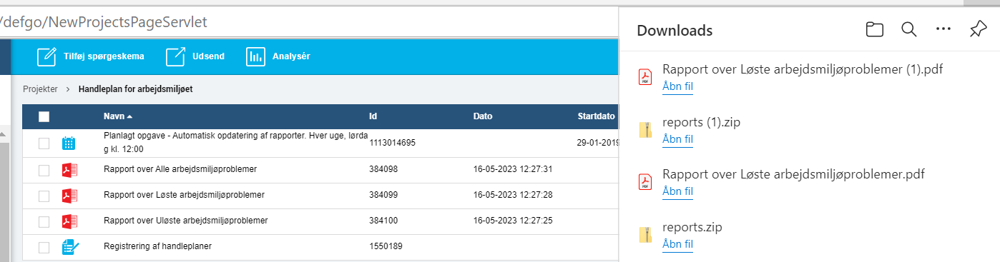 /defgo/NewProjectsPageServlet
Tilføj spørgeskema Udsend Analysér
Projekter > Handleplan for arbejdsmiljøet
Navn Id Dato Startdato
Planlagt opgave - Automatisk opdatering af rapporter. Hver uge, lørda
g kl. 12:00 1113014695 29-01-2019
Rapport over Alle arbejdsmiljøproblemer 384098 16-05-2023 12:27:31
Rapport over Løste arbejdsmiljøproblemer 384099 16-05-2023 12:27:28
Rapport over Uløste arbejdsmiljøproblemer 384100 16-05-2023 12:27:25
Registrering af handleplaner 1550189
Downloads
Rapport over Løste arbejdsmiljøproblemer (1).pdf
Åbn fil
reports (1).zip
Åbn fil
Rapport over Løste arbejdsmiljøproblemer.pdf
Åbn fil
reports.zip
Åbn fil